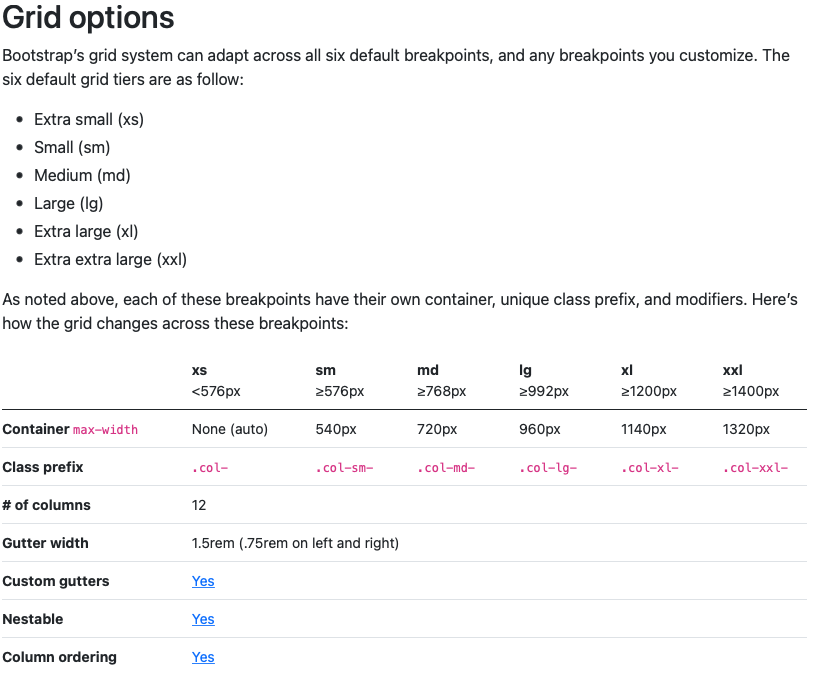 Grid options
Bootstrap’s grid system can adapt across all six default breakpoints, and any breakpoints you customize. The
six default grid tiers are as follow:
• Extra small (xs)
• Small (sm)
• Medium (md)
• Large (lg)
• Extra large (xl)
• Extra extra large (xxl)
As noted above, each of these breakpoints have their own container, unique class prefix, and modifiers. Here’s
how the grid changes across these breakpoints:
xs sm md lg xl xxl
<576px ≥576px ≥768px ≥992px ≥1200px ≥1400px
Container max-width None (auto) 540px 720px 960px 1140px 1320px
Class prefix .col- .col-sm- .col-md- .col-lg- .col-xl- .col-xxl-
# of columns 12
Gutter width 1.5rem (.75rem on left and right)
Custom gutters Yes
Nestable Yes
Column ordering Yes